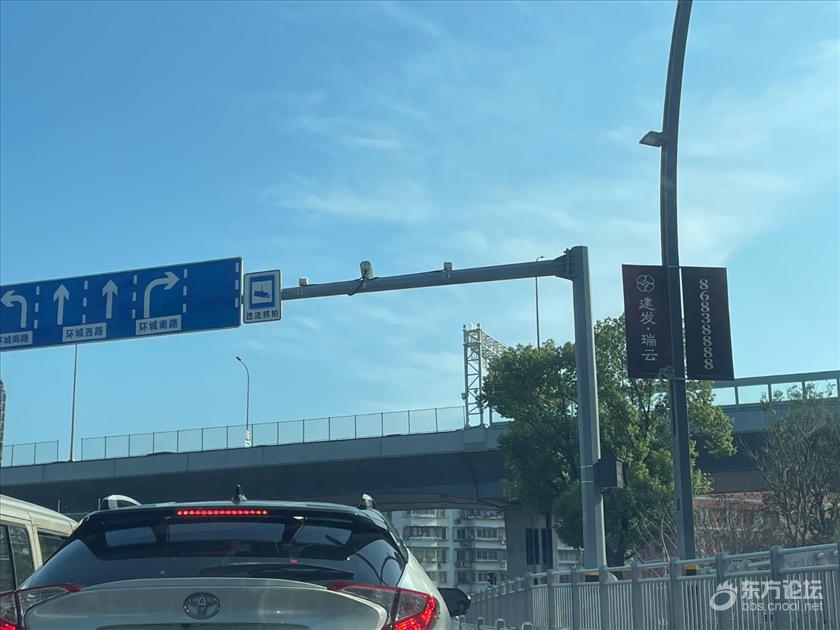 环城南路
环城西路
环城南路
违法抓拍
建发·瑞云
86838888
东方论坛
bbs.cnool.net